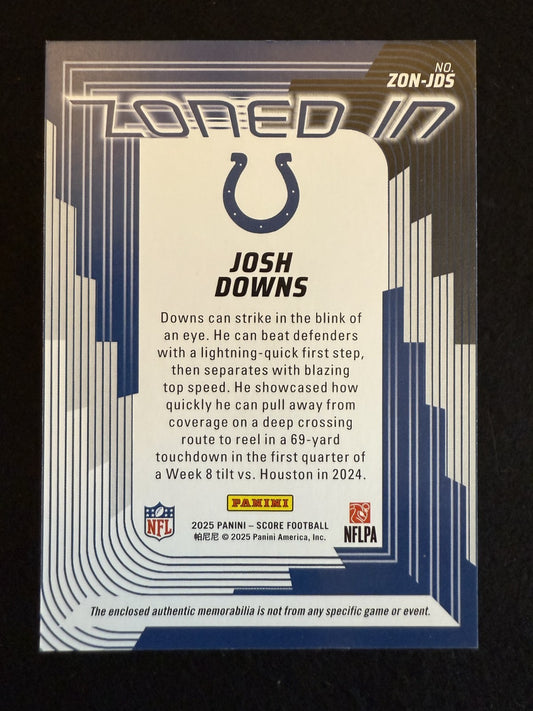 NO.
ZON-JDS
ZONED IN
JOSH
DOWNS
Downs can strike in the blink of
an eye. He can beat defenders
with a lightning-quick first step,
then separates with blazing
top speed. He showcased how
quickly he can pull away from
coverage on a deep crossing
route to reel in a 69-yard
touchdown in the first quarter of
a Week 8 tilt vs. Houston in 2024.
PANINI
NFL
2025 PANINI – SCORE FOOTBALL
帕尼尼 © 2025 Panini America, Inc.
NFLPA
The enclosed authentic memorabilia is not from any specific game or event.